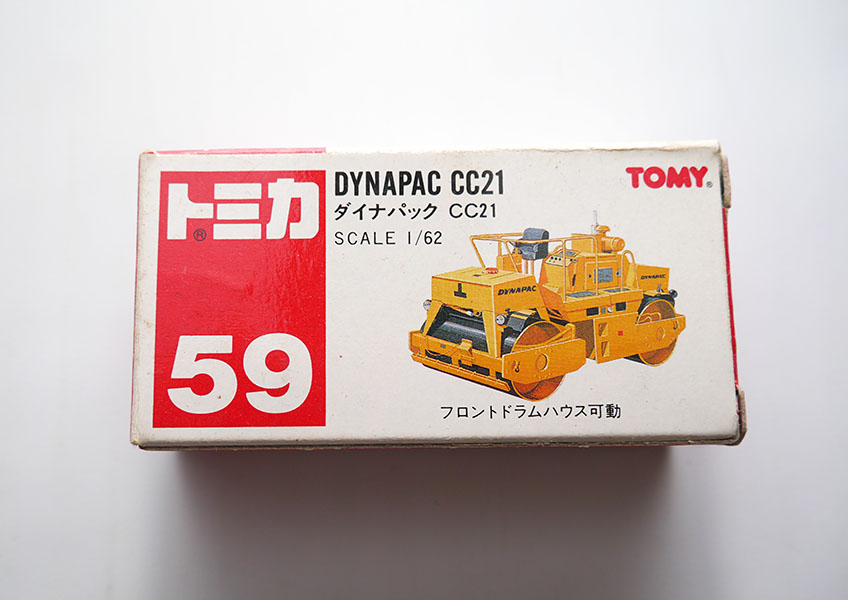 トミカ®
59
DYNAPAC CC21
ダイナパック CC21
SCALE 1/62
TOMY®
DYNAPAC
DYNAPAC
フロントドラムハウス可動